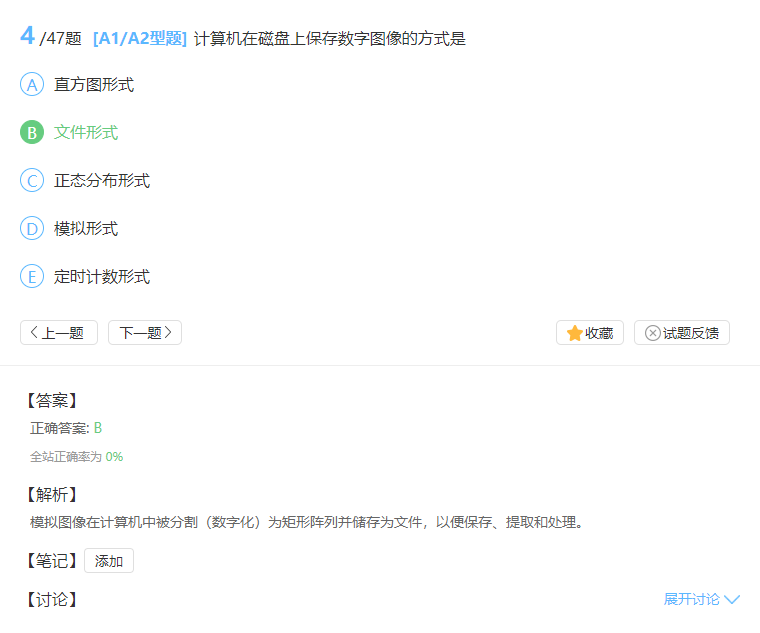 4 /47题 [A1/A2型题] 计算机在磁盘上保存数字图像的方式是
A 直方图形式
B 文件形式
C 正态分布形式
D 模拟形式
E 定时计数形式
上一题 下一题 收藏 试题反馈
【答案】
正确答案: B
全站正确率为 0%
【解析】
模拟图像在计算机中被分割（数字化）为矩形阵列并储存为文件，以便保存、提取和处理。
【笔记】 添加
【讨论】 展开讨论